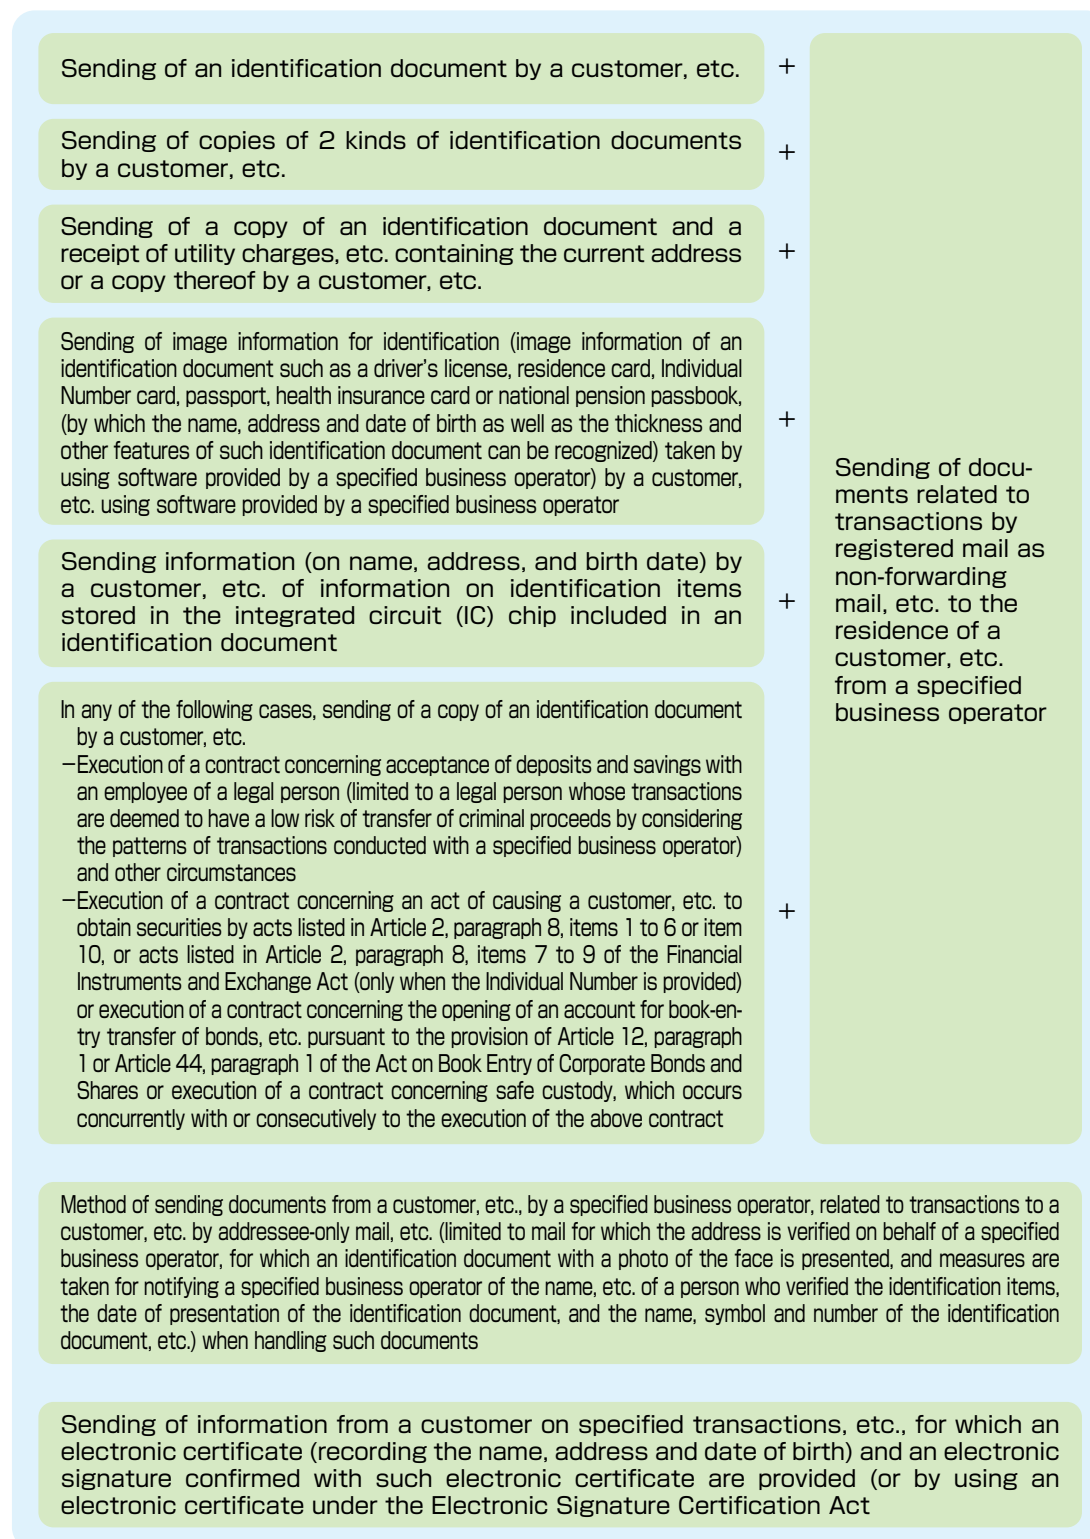 Sending of an identification document by a customer, etc.
+
Sending of copies of 2 kinds of identification documents
by a customer, etc.
+
Sending of a copy of an identification document and a
receipt of utility charges, etc. containing the current address
or a copy thereof by a customer, etc.
+
Sending of image information for identification (image information of an
identification document such as a driver's license, residence card, Individual
Number card, passport, health insurance card or national pension passbook,
(by which the name, address and date of birth as well as the thickness and
other features of such identification document can be recognized) taken by
using software provided by a specified business operator) by a customer,
etc. using software provided by a specified business operator
+
Sending information (on name, address, and birth date) by
a customer, etc. of information on identification items
stored in the integrated circuit (IC) chip included in an
identification document
+
In any of the following cases, sending of a copy of an identification document
by a customer, etc.
−Execution of a contract concerning acceptance of deposits and savings with
an employee of a legal person (limited to a legal person whose transactions
are deemed to have a low risk of transfer of criminal proceeds by considering
the patterns of transactions conducted with a specified business operator)
and other circumstances
−Execution of a contract concerning an act of causing a customer, etc. to
obtain securities by acts listed in Article 2, paragraph 8, items 1 to 6 or item
10, or acts listed in Article 2, paragraph 8, items 7 to 9 of the Financial
Instruments and Exchange Act (only when the Individual Number is provided)
or execution of a contract concerning the opening of an account for book-en-
try transfer of bonds, etc. pursuant to the provision of Article 12, paragraph
1 or Article 44, paragraph 1 of the Act on Book Entry of Corporate Bonds and
Shares or execution of a contract concerning safe custody, which occurs
concurrently with or consecutively to the execution of the above contract
+
Sending of docu-
ments related to
transactions by
registered mail as
non-forwarding
mail, etc. to the
residence of a
customer, etc.
from a specified
business operator
Method of sending documents from a customer, etc., by a specified business operator, related to transactions to a
customer, etc. by addressee-only mail, etc. (limited to mail for which the address is verified on behalf of a specified
business operator, for which an identification document with a photo of the face is presented, and measures are
taken for notifying a specified business operator of the name, etc. of a person who verified the identification items,
the date of presentation of the identification document, and the name, symbol and number of the identification
document, etc.) when handling such documents
Sending of information from a customer on specified transactions, etc., for which an
electronic certificate (recording the name, address and date of birth) and an electronic
signature confirmed with such electronic certificate are provided (or by using an
electronic certificate under the Electronic Signature Certification Act